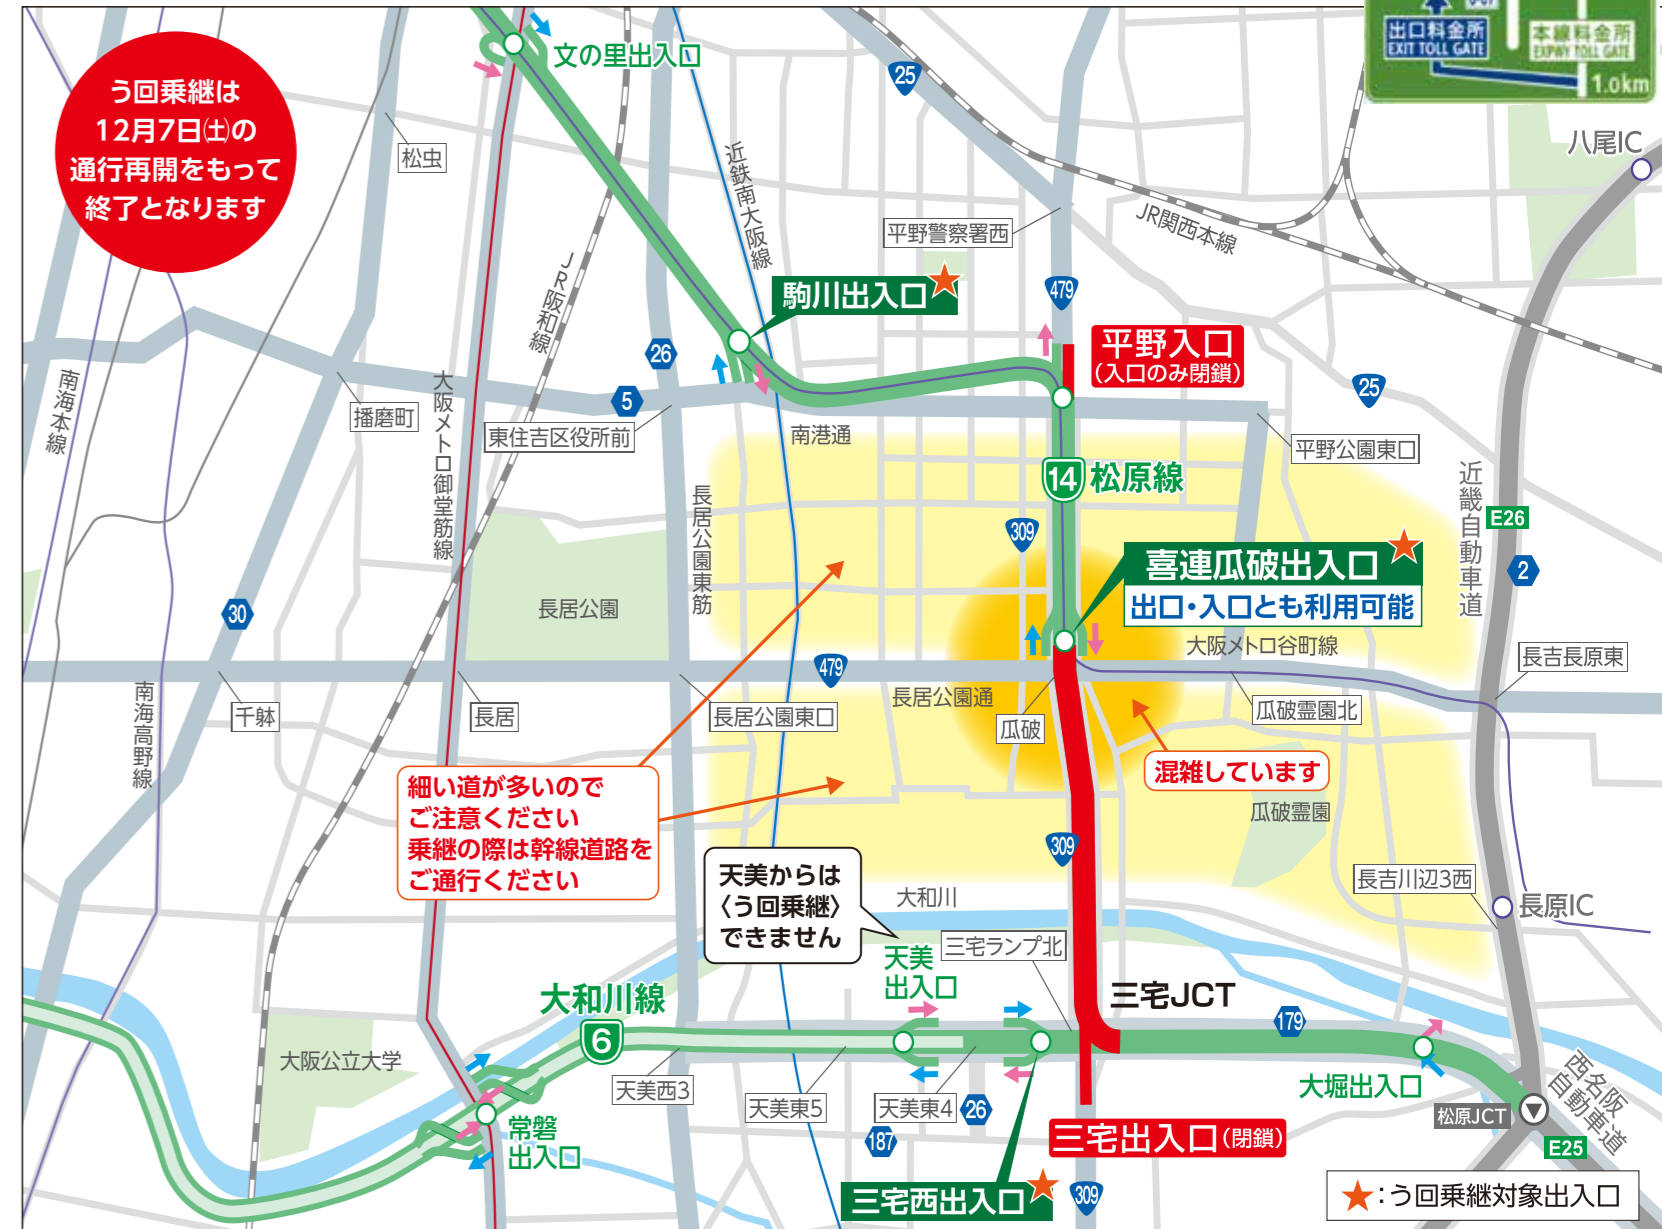 う回乗継は
12月7日㈯の
通行再開をもって
終了となります
出口料金所
EXIT TOLL GATE
本線料金所
EXPWY TOLL GATE
1.0km
文の里出入口
25
八尾IC
松虫
近鉄南大阪線
平野警察署西
JR関西本線
JR阪和線
駒川出入口
479
平野入口
(入口のみ閉鎖)
26
25
南海本線
大阪メトロ御堂筋線
播磨町
5
東住吉区役所前
南港通
平野公園東口
14
松原線
近畿自動車道
長居公園東筋
309
E26
喜連瓜破出入口
出口・入口とも利用可能
2
30
長居公園
大阪メトロ谷町線
長吉長原東
479
南海高野線
千躰
長居
長居公園東口
長居公園通
瓜破
瓜破霊園北
細い道が多いので
ご注意ください
乗継の際は幹線道路を
ご通行ください
混雑しています
瓜破霊園
309
天美からは
〈う回乗継〉
できません
大和川
長吉川辺3西
長原IC
三宅ランプ北
天美
出入口
大和川線
6
三宅JCT
179
大阪公立大学
天美西3
天美東5
天美東4
26
187
大堀出入口
松原JCT
西名阪
自動車道
E25
常磐
出入口
三宅出入口(閉鎖)
三宅西出入口
309
★:う回乗継対象出入口